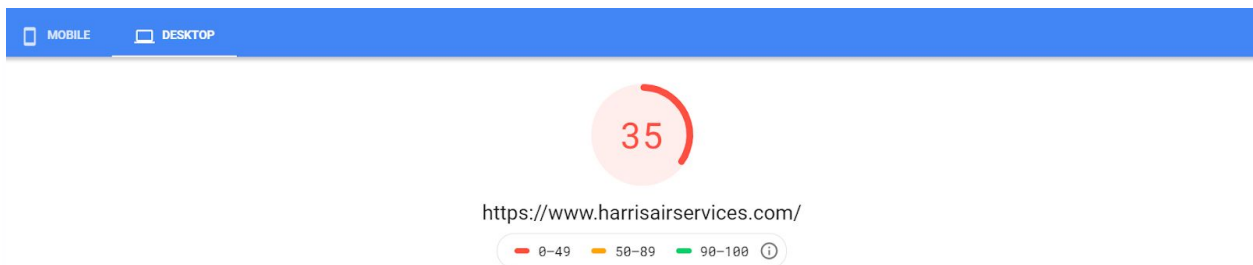 MOBILE DESKTOP
35
https://www.harrisairservices.com/
0–49 50–89 90–100